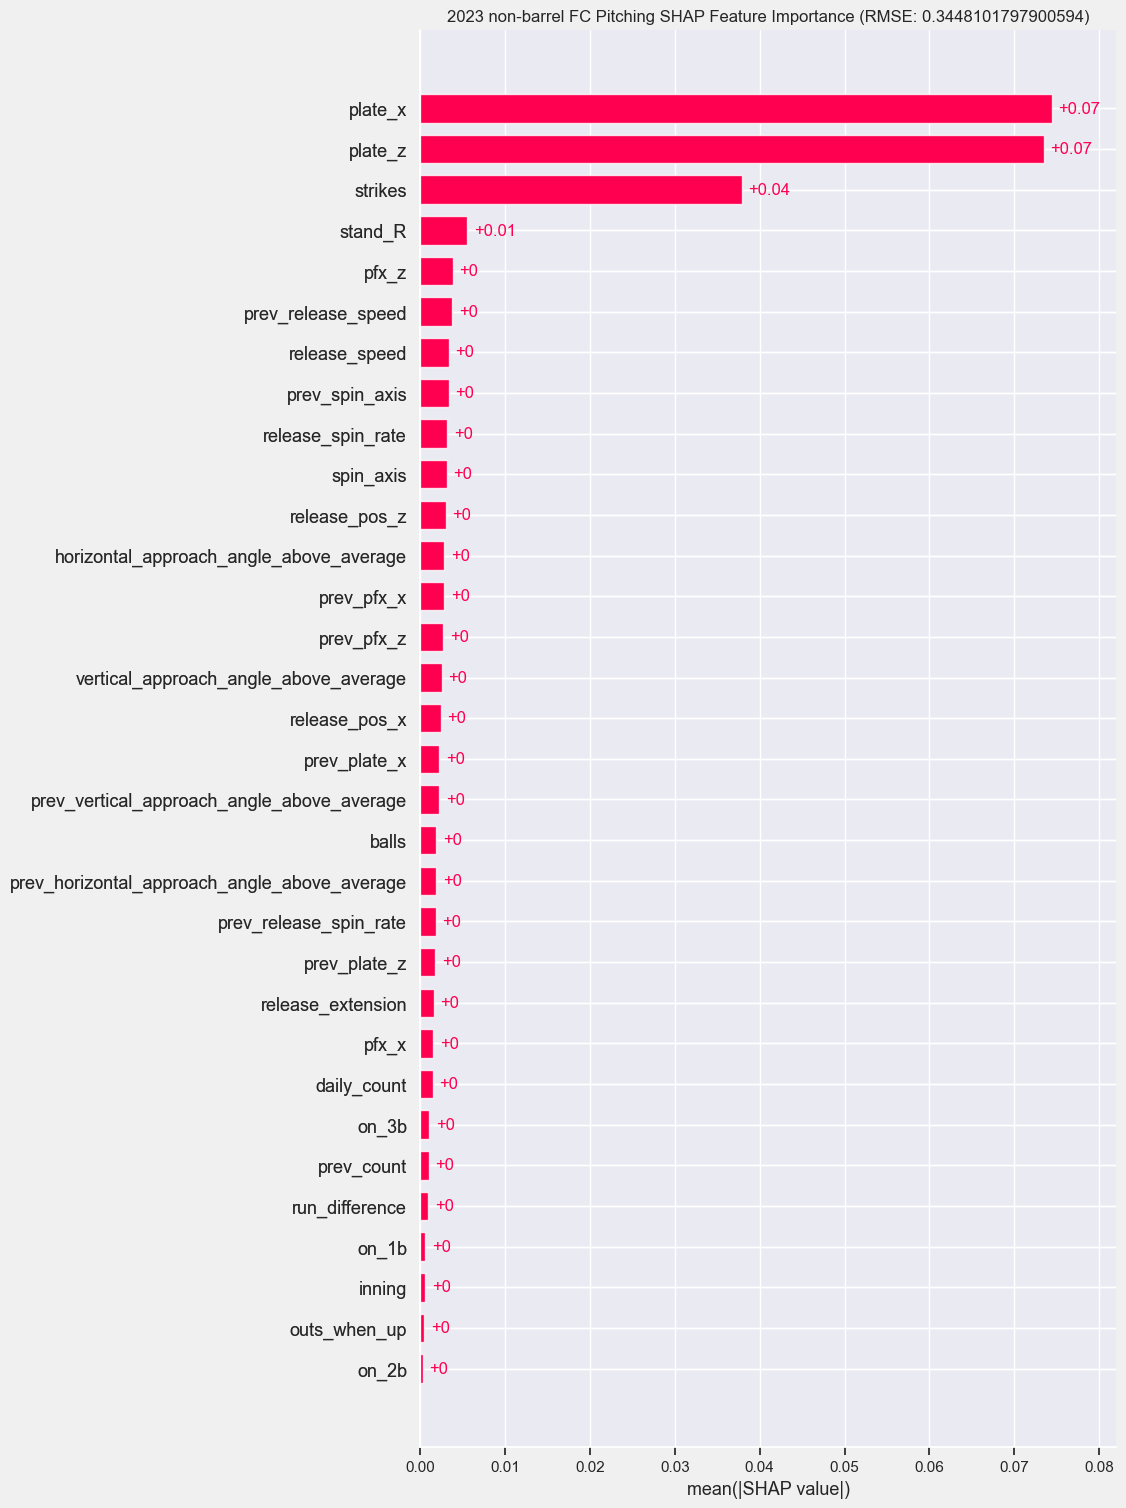 2023 non-barrel FC Pitching SHAP Feature Importance (RMSE: 0.3448101797900594)
plate_x +0.07
plate_z +0.07
strikes +0.04
stand_R +0.01
pfx_z +0
prev_release_speed +0
release_speed +0
prev_spin_axis +0
release_spin_rate +0
spin_axis +0
release_pos_z +0
horizontal_approach_angle_above_average +0
prev_pfx_x +0
prev_pfx_z +0
vertical_approach_angle_above_average +0
release_pos_x +0
prev_plate_x +0
prev_vertical_approach_angle_above_average +0
balls +0
prev_horizontal_approach_angle_above_average +0
prev_release_spin_rate +0
prev_plate_z +0
release_extension +0
pfx_x +0
daily_count +0
on_3b +0
prev_count +0
run_difference +0
on_1b +0
inning +0
outs_when_up +0
on_2b +0
0.00 0.01 0.02 0.03 0.04 0.05 0.06 0.07 0.08
mean(|SHAP value|)